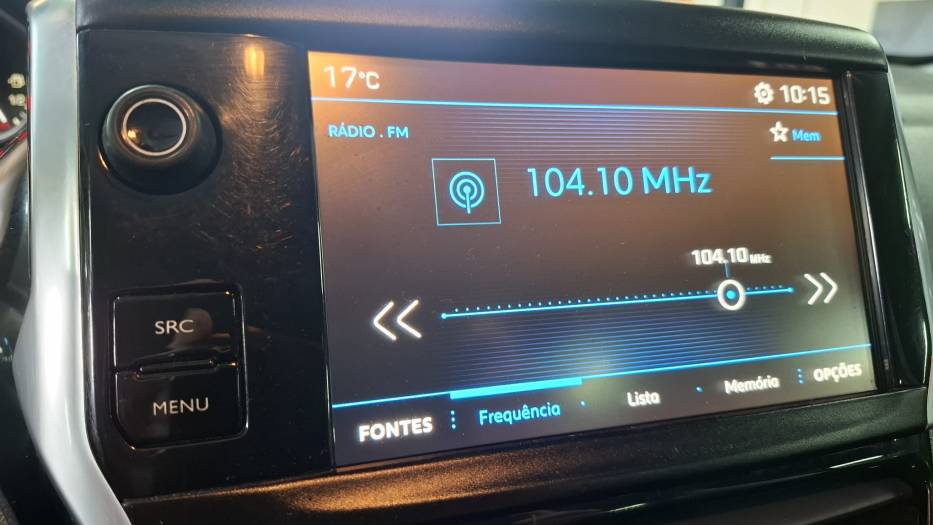 17°C
10:15
RÁDIO . FM
Mem
104.10 MHz
104.10 MHz
SRC
MENU
FONTES
Frequência
Lista
Memória
OPÇÕES
12